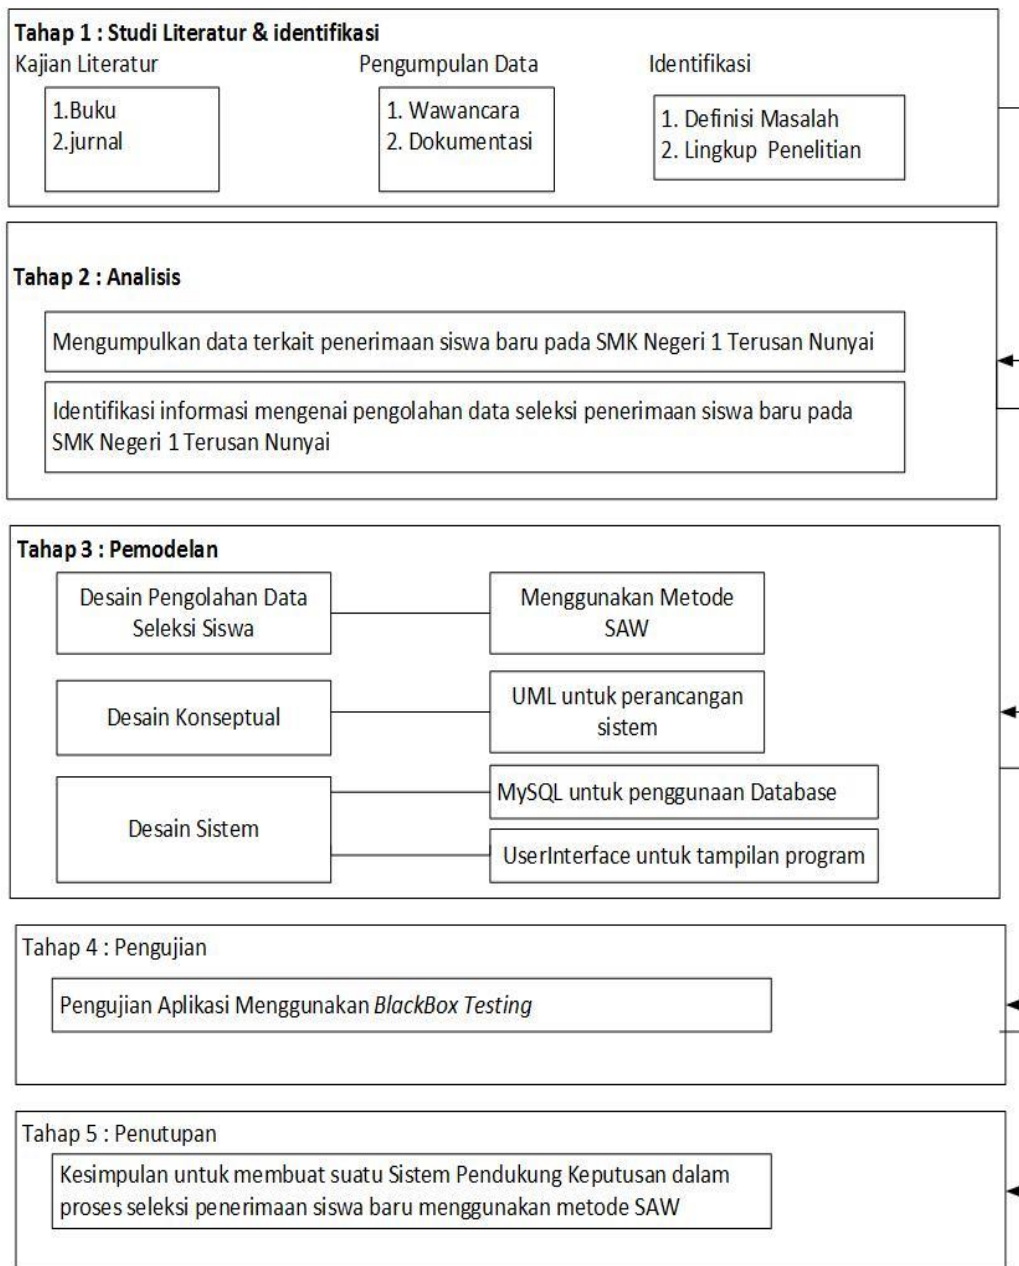 Tahap 1 : Studi Literatur & identifikasi
Kajian Literatur
Pengumpulan Data
Identifikasi
1.Buku
2.jurnal
1. Wawancara
2. Dokumentasi
1. Definisi Masalah
2. Lingkup Penelitian
Tahap 2 : Analisis
Mengumpulkan data terkait penerimaan siswa baru pada SMK Negeri 1 Terusan Nunyai
Identifikasi informasi mengenai pengolahan data seleksi penerimaan siswa baru pada
SMK Negeri 1 Terusan Nunyai
Tahap 3 : Pemodelan
Desain Pengolahan Data
Seleksi Siswa
Menggunakan Metode
SAW
Desain Konseptual
UML untuk perancangan
sistem
Desain Sistem
MySQL untuk penggunaan Database
UserInterface untuk tampilan program
Tahap 4 : Pengujian
Pengujian Aplikasi Menggunakan BlackBox Testing
Tahap 5 : Penutupan
Kesimpulan untuk membuat suatu Sistem Pendukung Keputusan dalam
proses seleksi penerimaan siswa baru menggunakan metode SAW